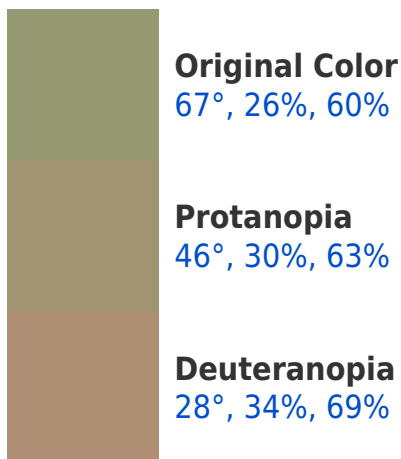 Original Color
67°, 26%, 60%
Protanopia
46°, 30%, 63%
Deuteranopia
28°, 34%, 69%